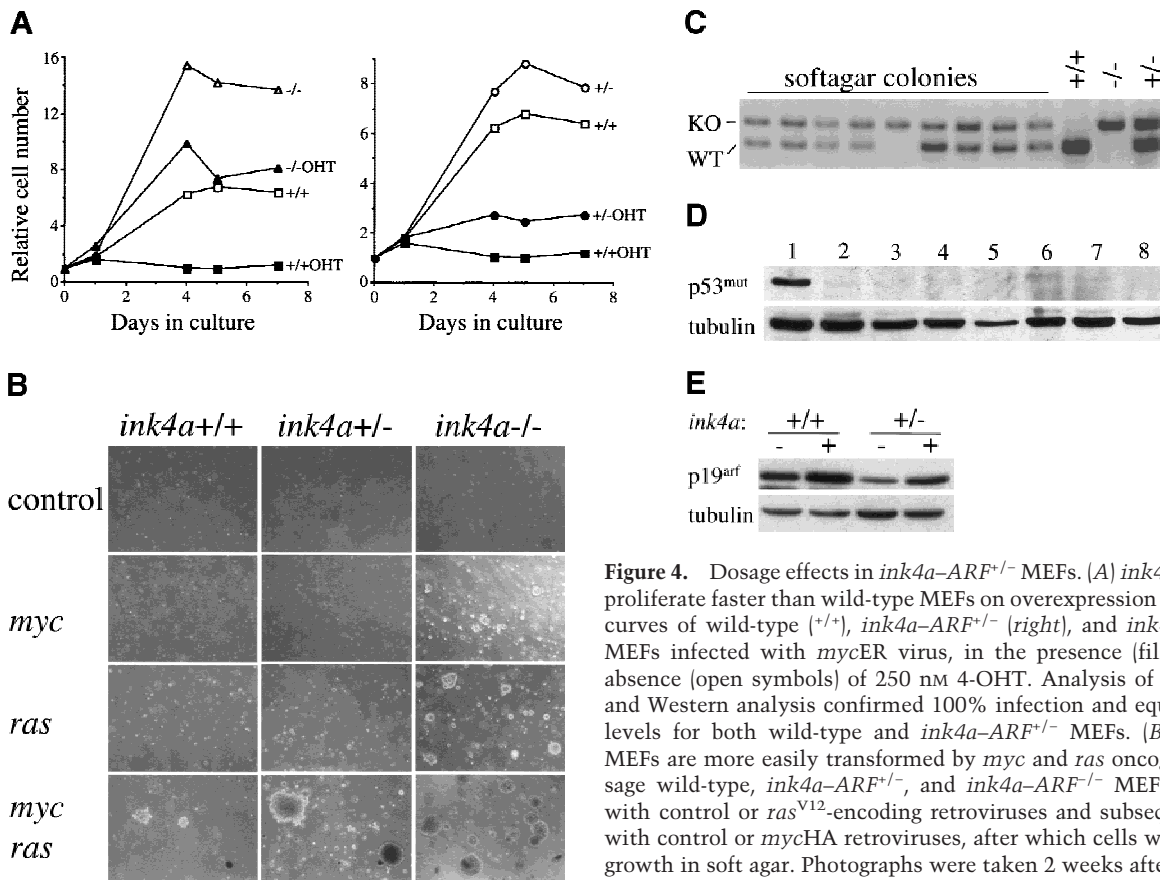 A
16
12
8
4
0
Relative cell number
-/-
-/-OHT
+/+
+/+OHT
0 2 4 6 8
Days in culture
8
6
4
2
0
+/-
+/+
+/-OHT
+/+OHT
0 2 4 6 8
Days in culture
B
ink4a+/+ ink4a+/- ink4a-/-
control
myc
ras
myc
ras
C
softagar colonies
+/+ -/- +/-
KO
WT
D
1 2 3 4 5 6 7 8
p53mut
tubulin
E
ink4a: +/+ +/-
- + - +
p19arf
tubulin
Figure 4. Dosage effects in ink4a–ARF+/− MEFs. (A) ink4
proliferate faster than wild-type MEFs on overexpression
curves of wild-type (+/+), ink4a–ARF+/− (right), and ink
MEFs infected with mycER virus, in the presence (fil
absence (open symbols) of 250 nM 4-OHT. Analysis of
and Western analysis confirmed 100% infection and equ
levels for both wild-type and ink4a–ARF+/− MEFs. (B
MEFs are more easily transformed by myc and ras onco
sage wild-type, ink4a–ARF+/−, and ink4a–ARF−/− MEF
with control or rasV12-encoding retroviruses and subsec
with control or mycHA retroviruses, after which cells w
growth in soft agar. Photographs were taken 2 weeks afte